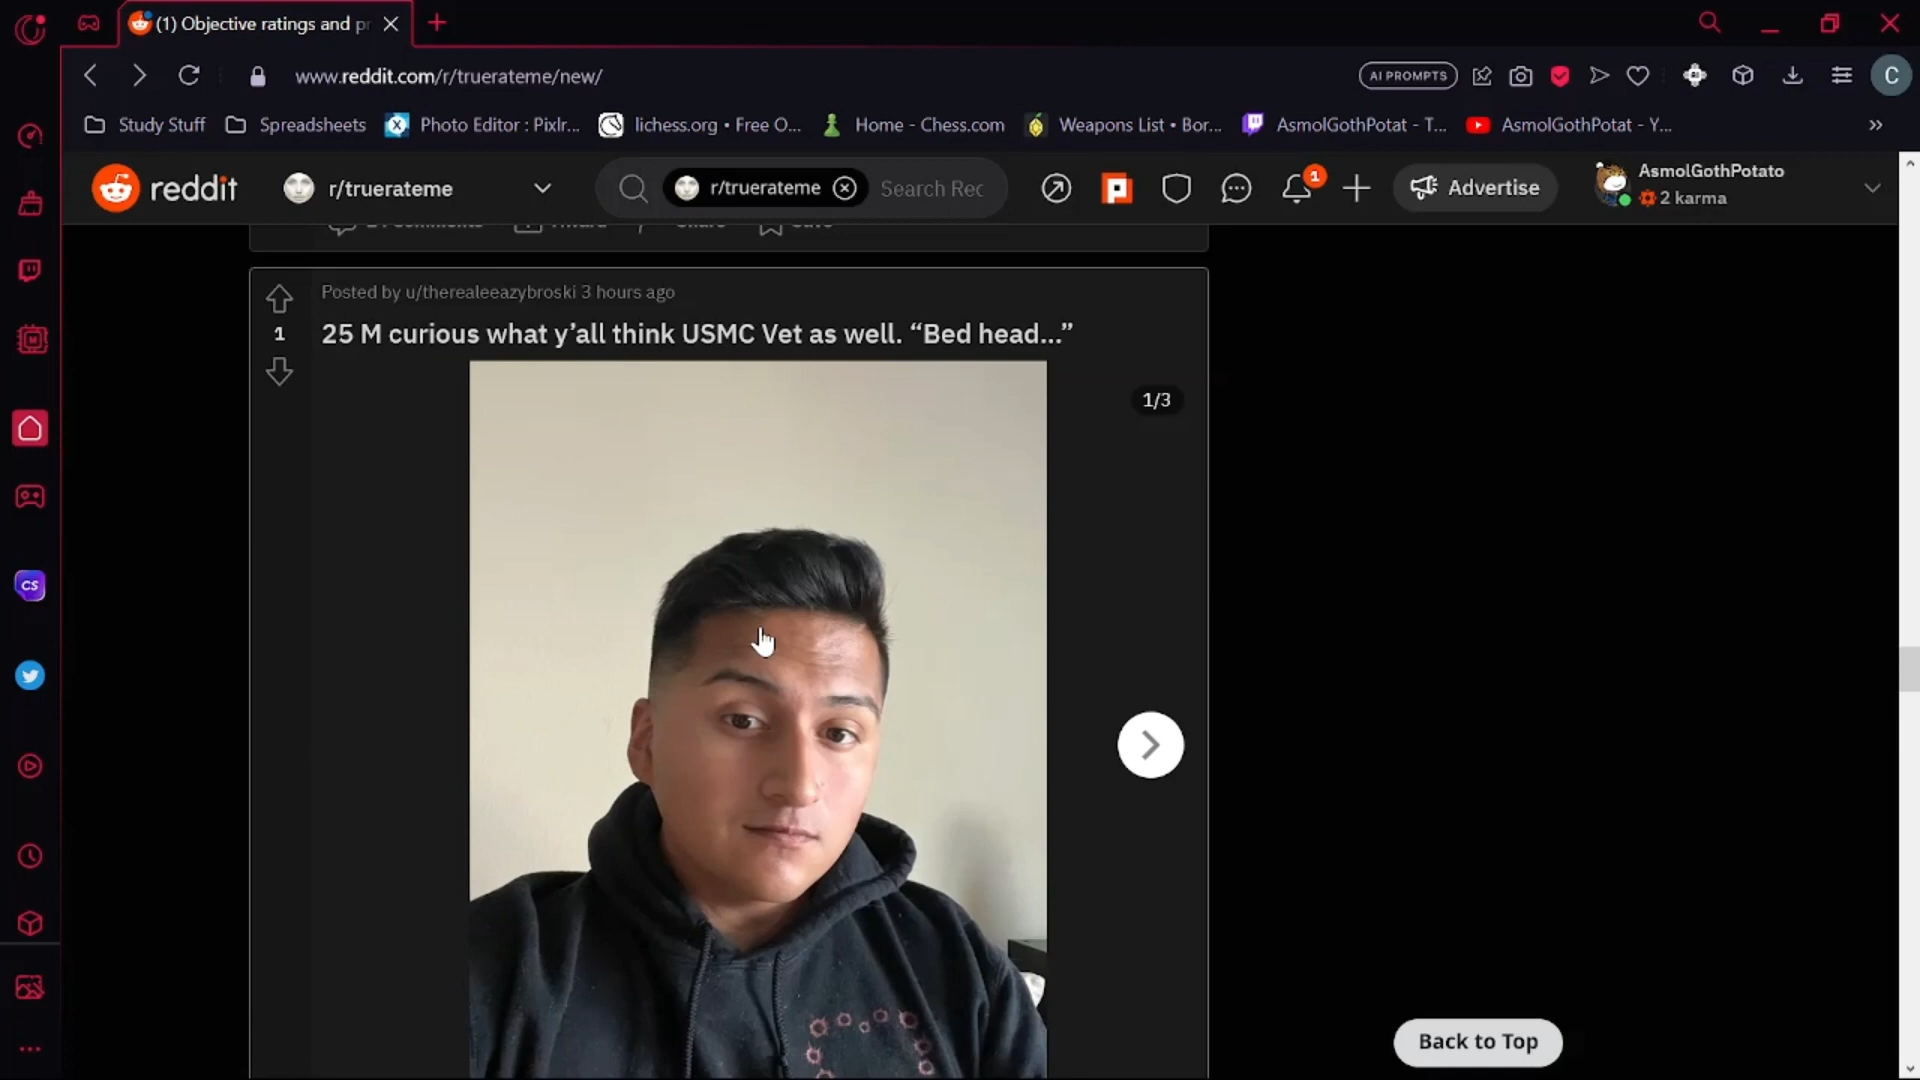 (1) Objective ratings and pr
www.reddit.com/r/truerateme/new/
AI PROMPTS
C
Study Stuff
Spreadsheets
Photo Editor : Pixlr...
lichess.org • Free O...
Home - Chess.com
Weapons List • Bor...
AsmolGothPotat - T...
AsmolGothPotat - Y...
reddit
r/truerateme
r/truerateme
Search Rec
1
Advertise
AsmolGothPotato
2 karma
Posted by u/therealeeazybroski 3 hours ago
1
25 M curious what y’all think USMC Vet as well. “Bed head...”
1/3
CS
Back to Top